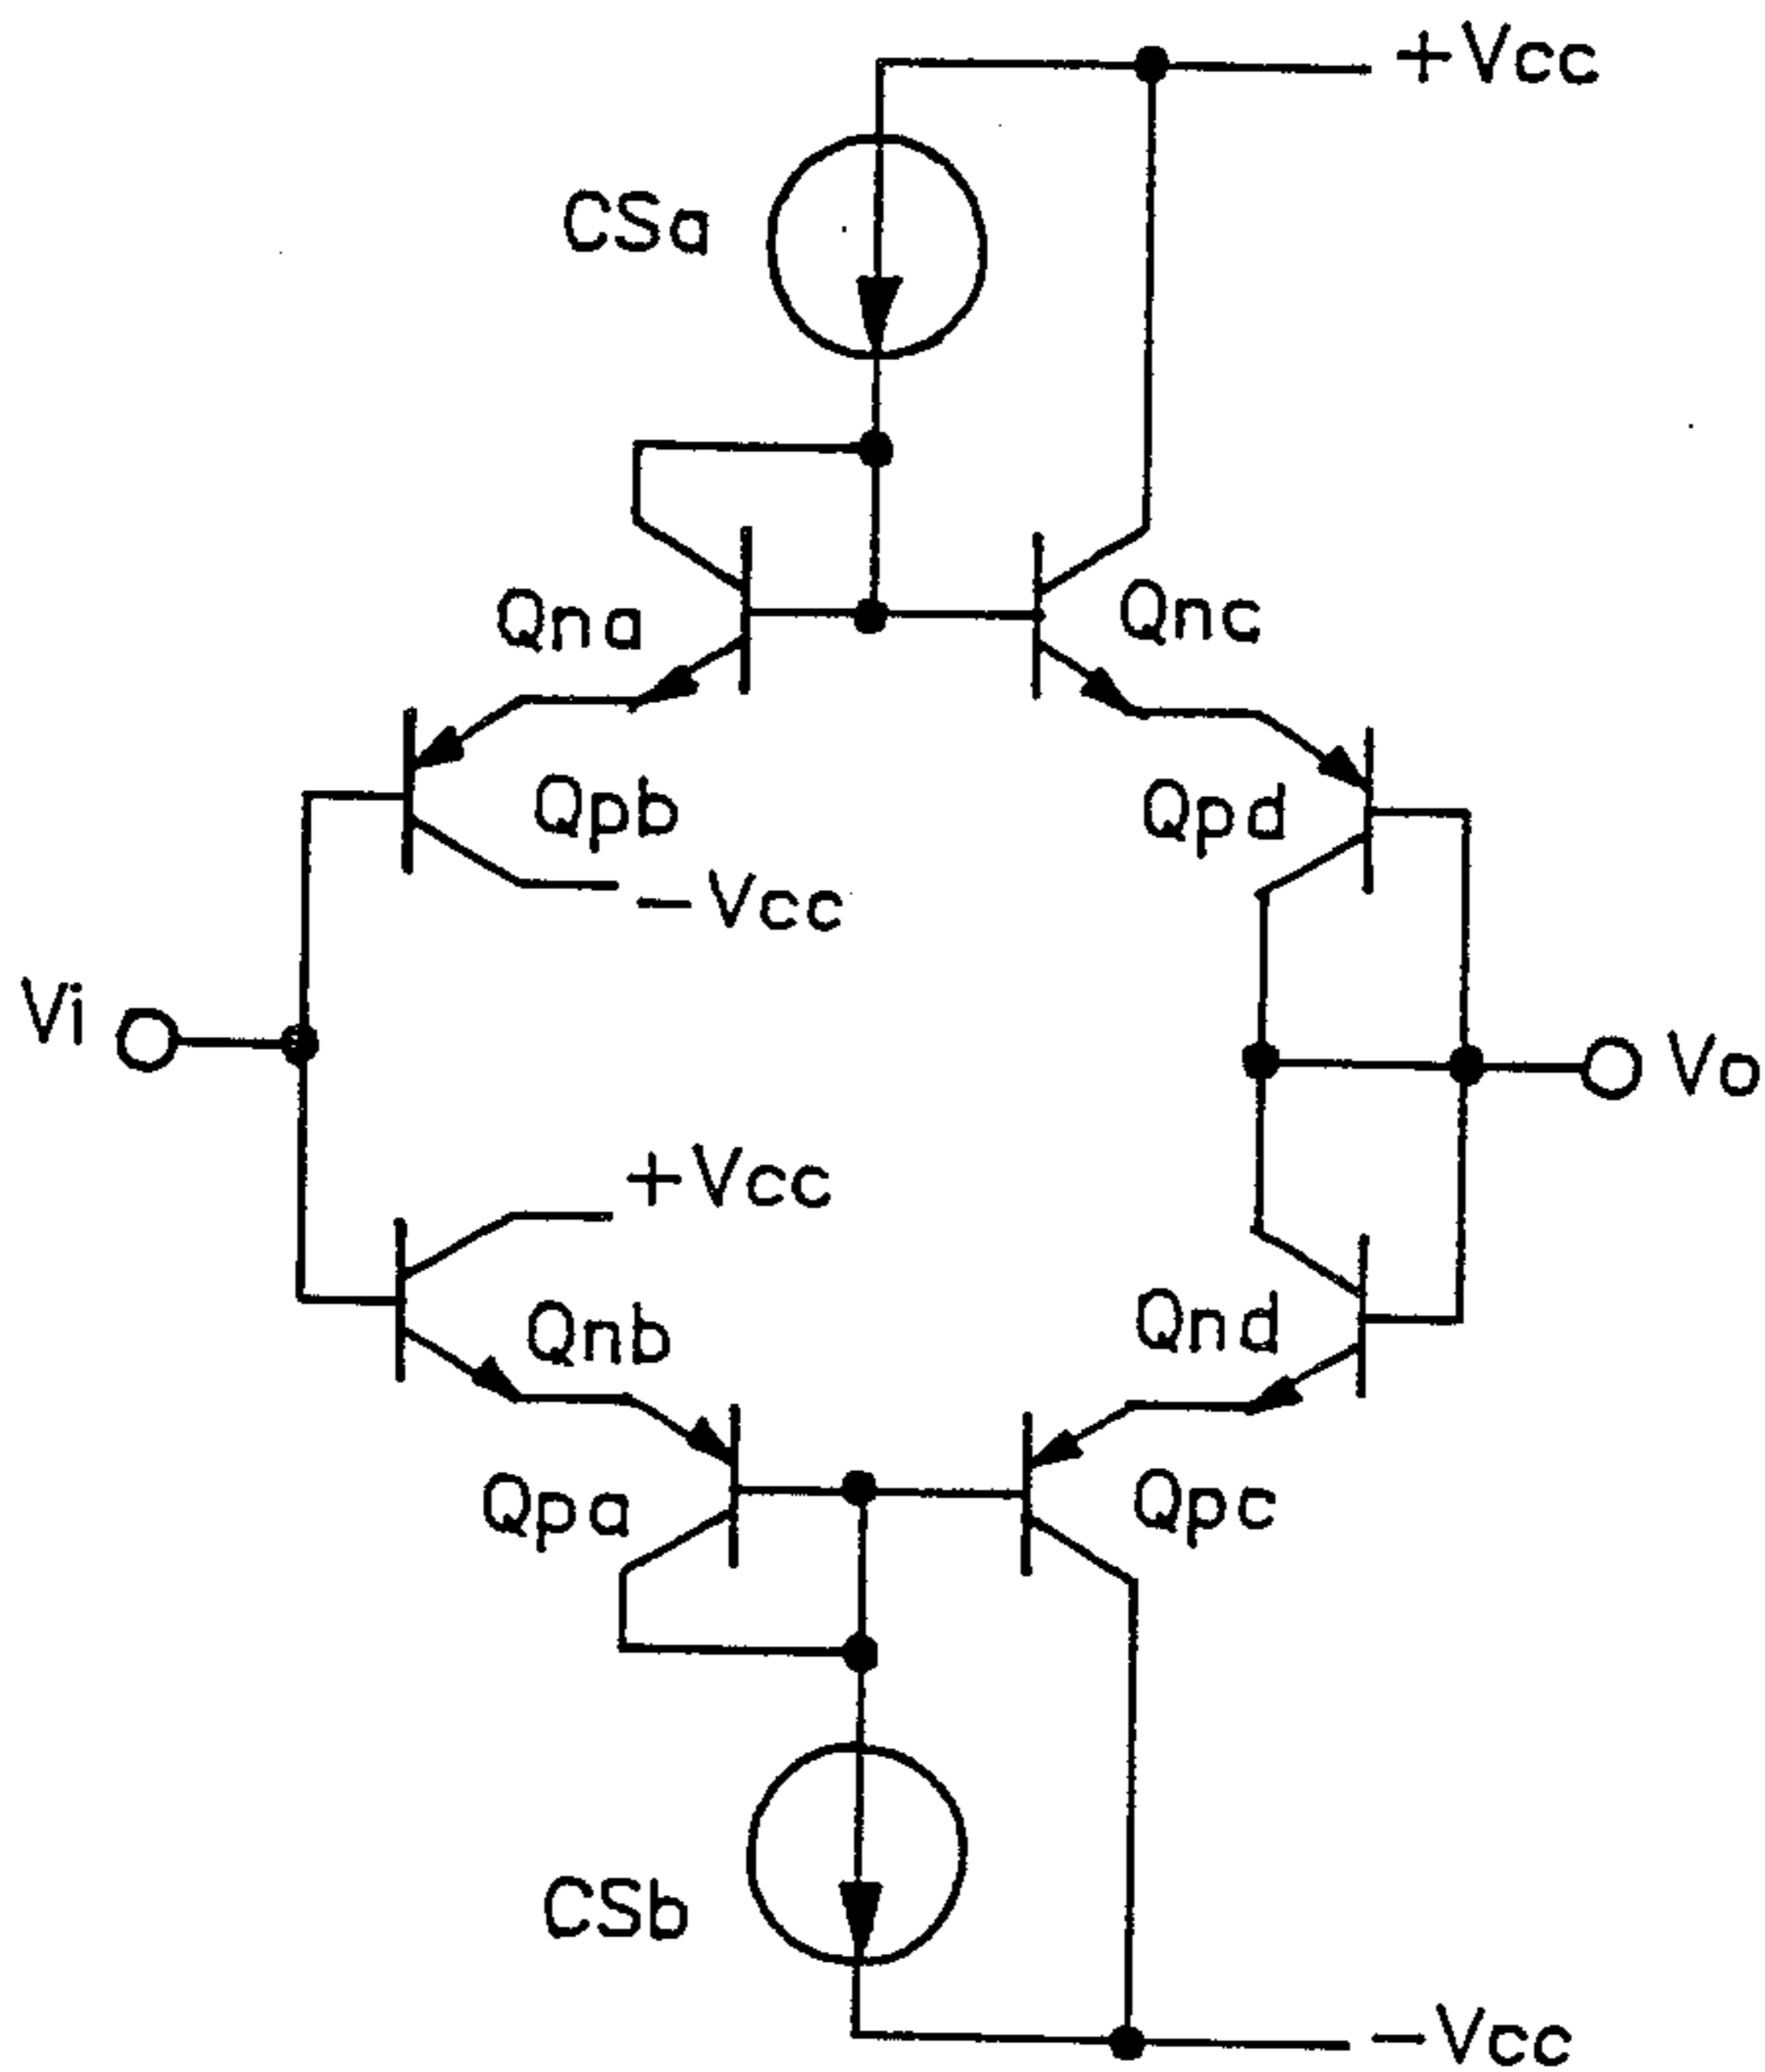 +Vcc
CSa
Qna
Qnc
Qpb
Qpd
-Vcc
Vi
Vo
+Vcc
Qnb
Qnd
Qpa
Qpc
CSb
-Vcc